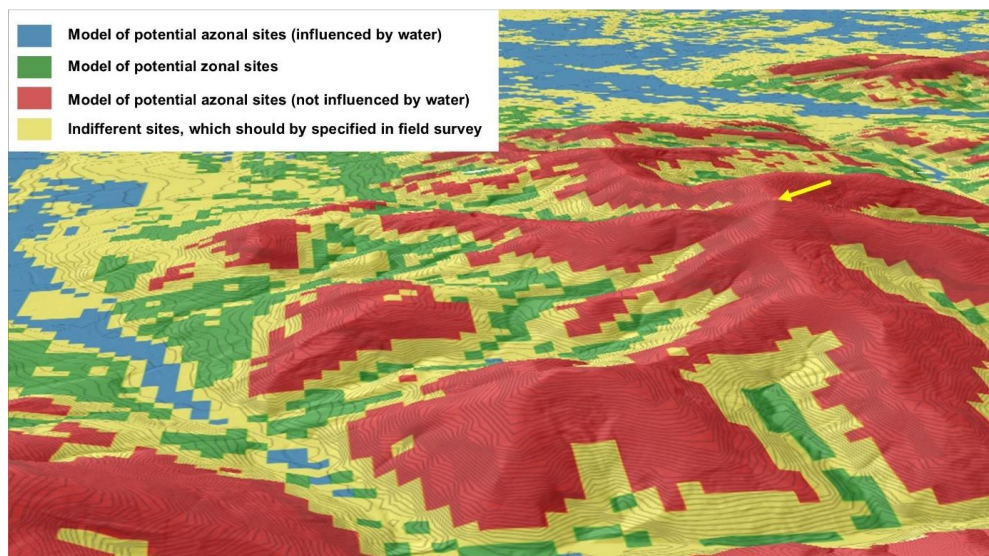 Model of potential azonal sites (influenced by water)
Model of potential zonal sites
Model of potential azonal sites (not influenced by water)
Indifferent sites, which should by specified in field survey